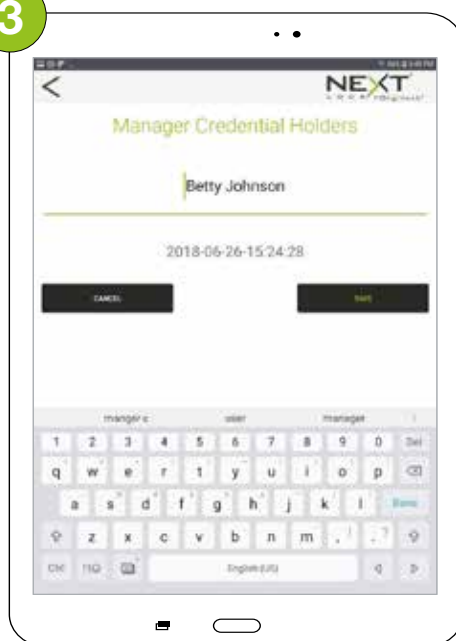 3
NEXT
Manager Credential Holders
Betty Johnson
2018-06-26-15:24:28
CANCEL SAVE
user manager
1 2 3 4 5 6 7 8 9 0 Del
q w e r t y u i o p
a s d f g h j k l Done
z x c v b n m , ! . ?
Ctrl English(US)